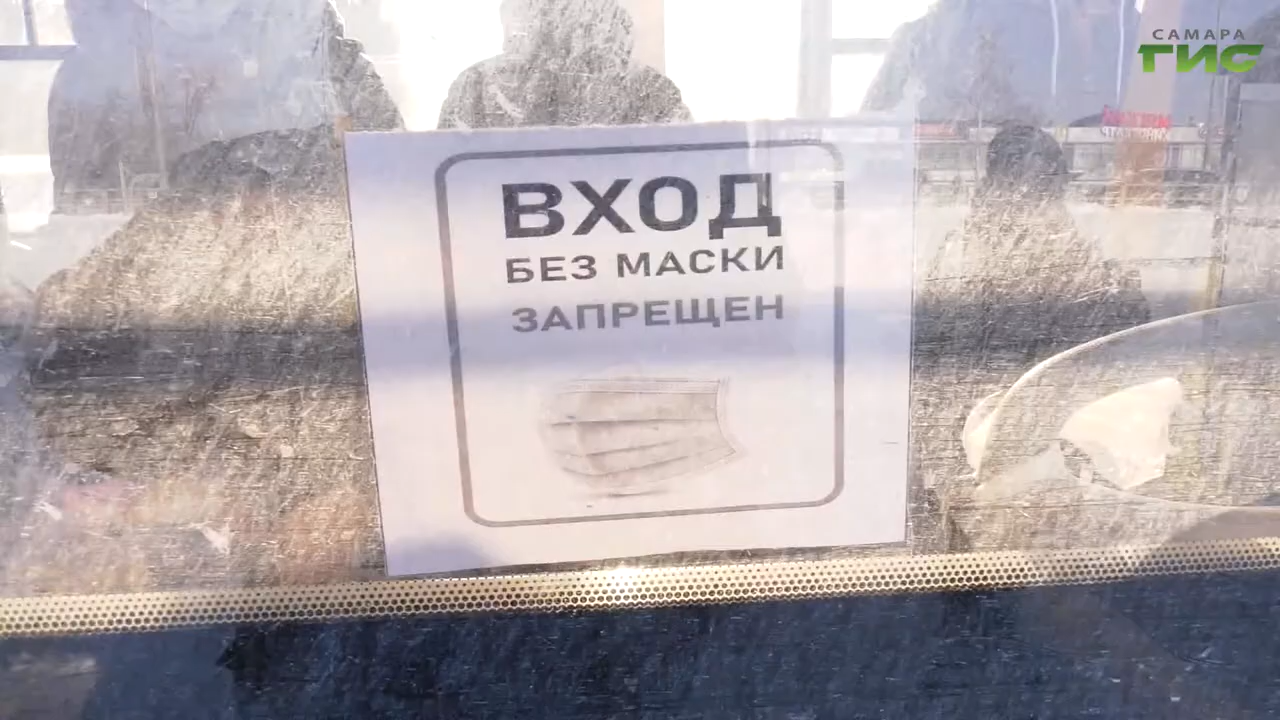 САМАРА
ГИС
ВХОД
БЕЗ МАСКИ
ЗАПРЕЩЕН